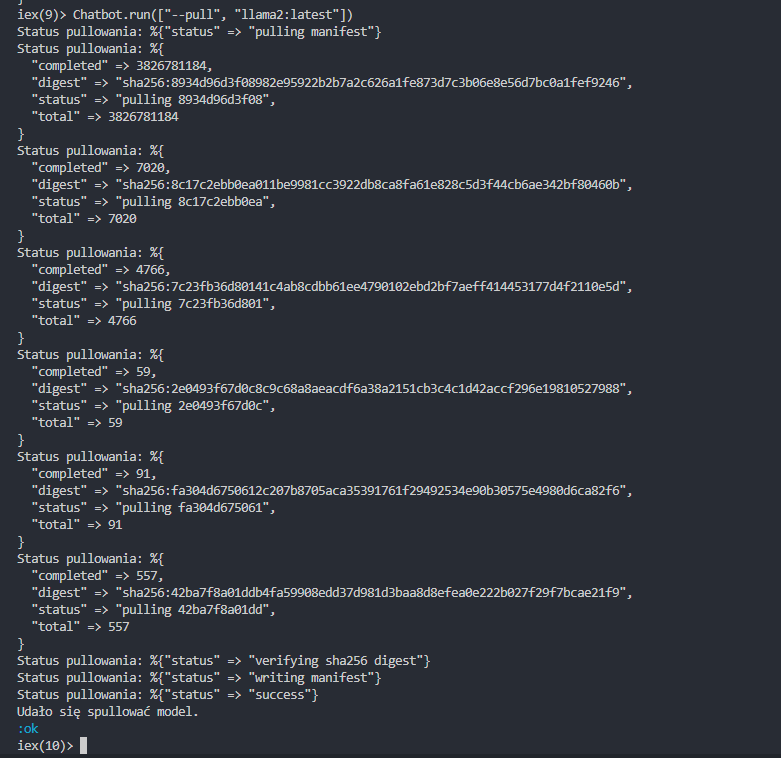 }
iex(9)> Chatbot.run(["--pull", "llama2:latest"])
Status pullowania: %{"status" => "pulling manifest"}
Status pullowania: %{
  "completed" => 3826781184,
  "digest" => "sha256:8934d96d3f08982e95922b2b7a2c626a1fe873d7c3b06e8e56d7bc0a1fef9246",
  "status" => "pulling 8934d96d3f08",
  "total" => 3826781184
}
Status pullowania: %{
  "completed" => 7020,
  "digest" => "sha256:8c17c2ebb0ea011be9981cc3922db8ca8fa61e828c5d3f44cb6ae342bf80460b",
  "status" => "pulling 8c17c2ebb0ea",
  "total" => 7020
}
Status pullowania: %{
  "completed" => 4766,
  "digest" => "sha256:7c23fb36d80141c4ab8cdbb61ee4790102ebd2bf7aeff414453177d4f2110e5d",
  "status" => "pulling 7c23fb36d801",
  "total" => 4766
}
Status pullowania: %{
  "completed" => 59,
  "digest" => "sha256:2e0493f67d0c8c9c68a8aeacdf6a38a2151cb3c4c1d42accf296e19810527988",
  "status" => "pulling 2e0493f67d0c",
  "total" => 59
}
Status pullowania: %{
  "completed" => 91,
  "digest" => "sha256:fa304d6750612c207b8705aca35391761f29492534e90b30575e4980d6ca82f6",
  "status" => "pulling fa304d675061",
  "total" => 91
}
Status pullowania: %{
  "completed" => 557,
  "digest" => "sha256:42ba7f8a01ddb4fa59908edd37d981d3baa8d8efea0e222b027f29f7bcae21f9",
  "status" => "pulling 42ba7f8a01dd",
  "total" => 557
}
Status pullowania: %{"status" => "verifying sha256 digest"}
Status pullowania: %{"status" => "writing manifest"}
Status pullowania: %{"status" => "success"}
Udało się spullować model.
:ok
iex(10)>